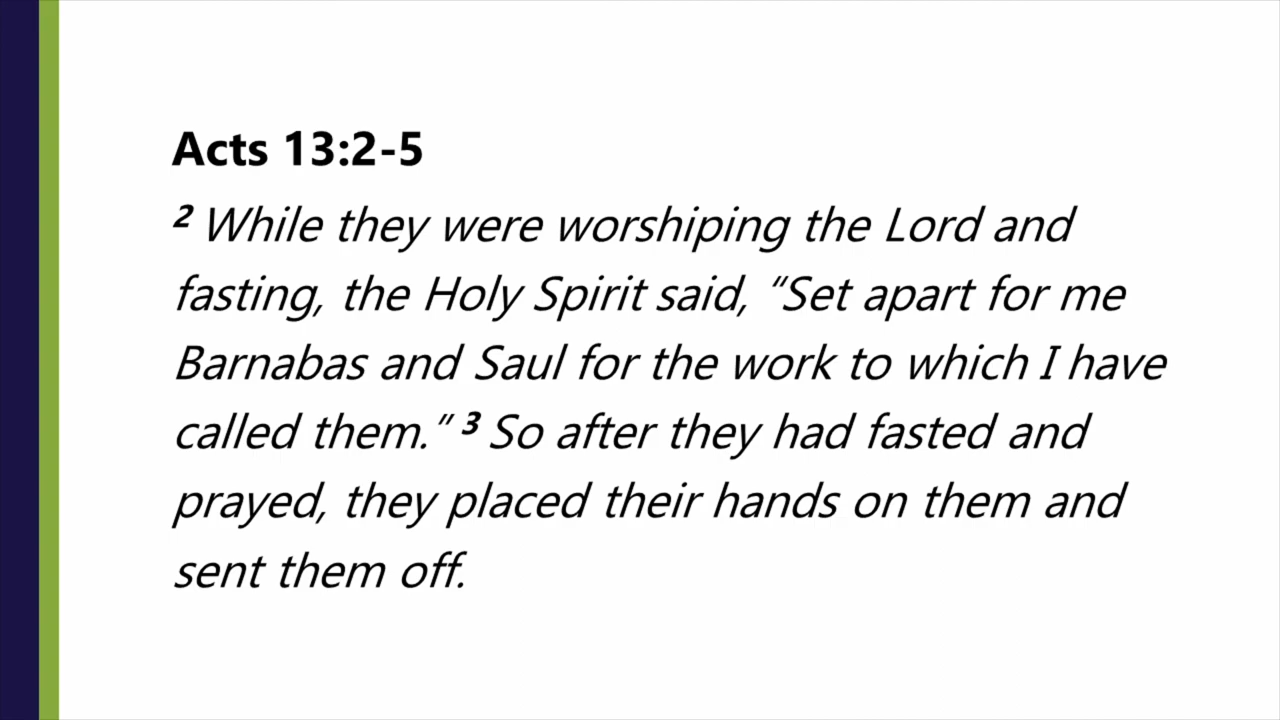 Acts 13:2-5
2 While they were worshiping the Lord and
fasting, the Holy Spirit said, “Set apart for me
Barnabas and Saul for the work to which I have
called them.” 3 So after they had fasted and
prayed, they placed their hands on them and
sent them off.